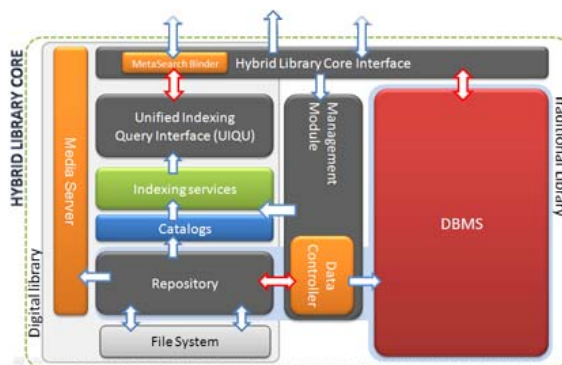 HYBRID LIBRARY CORE
Digital library
Media Server
MetaSearch Binder
Hybrid Library Core Interface
Unified Indexing
Query Interface (UIQU)
Indexing services
Catalogs
Repository
File System
Management
Module
Data
Controller
DBMS
Traditional Library